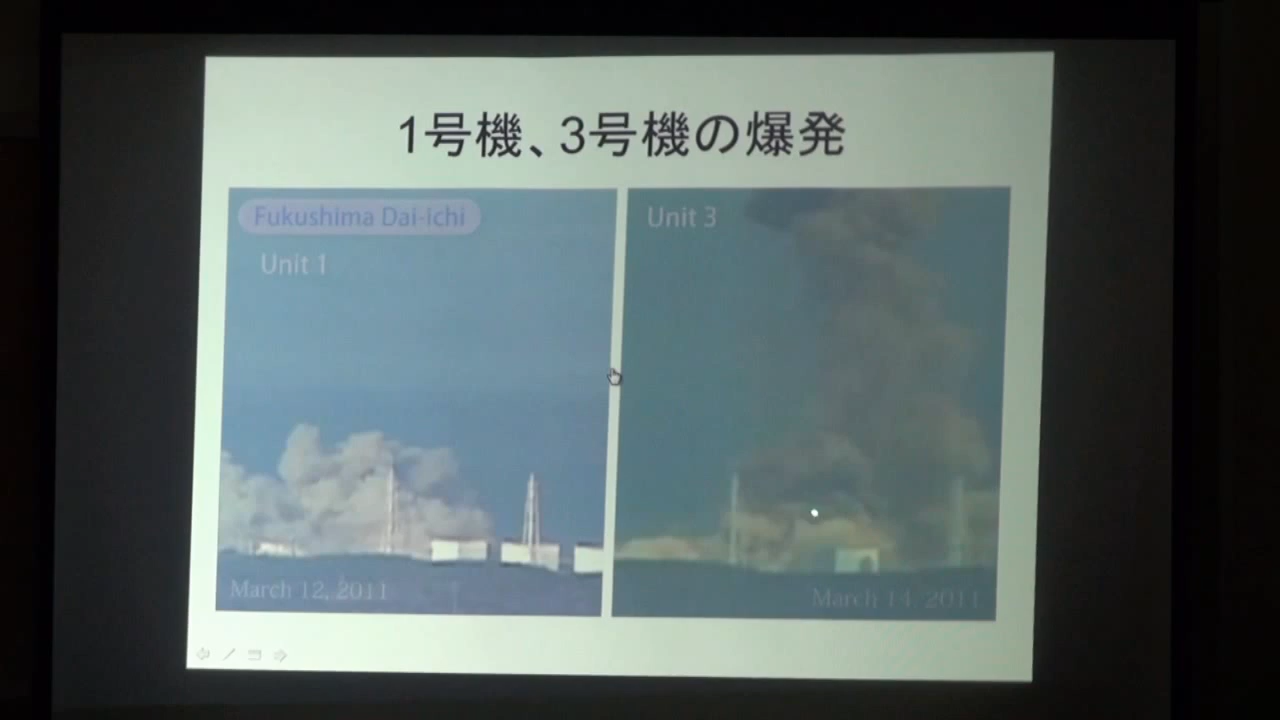 1号機、3号機の爆発
Fukushima Dai-ichi
Unit 1
March 12, 2011
Unit 3
March 14, 2011